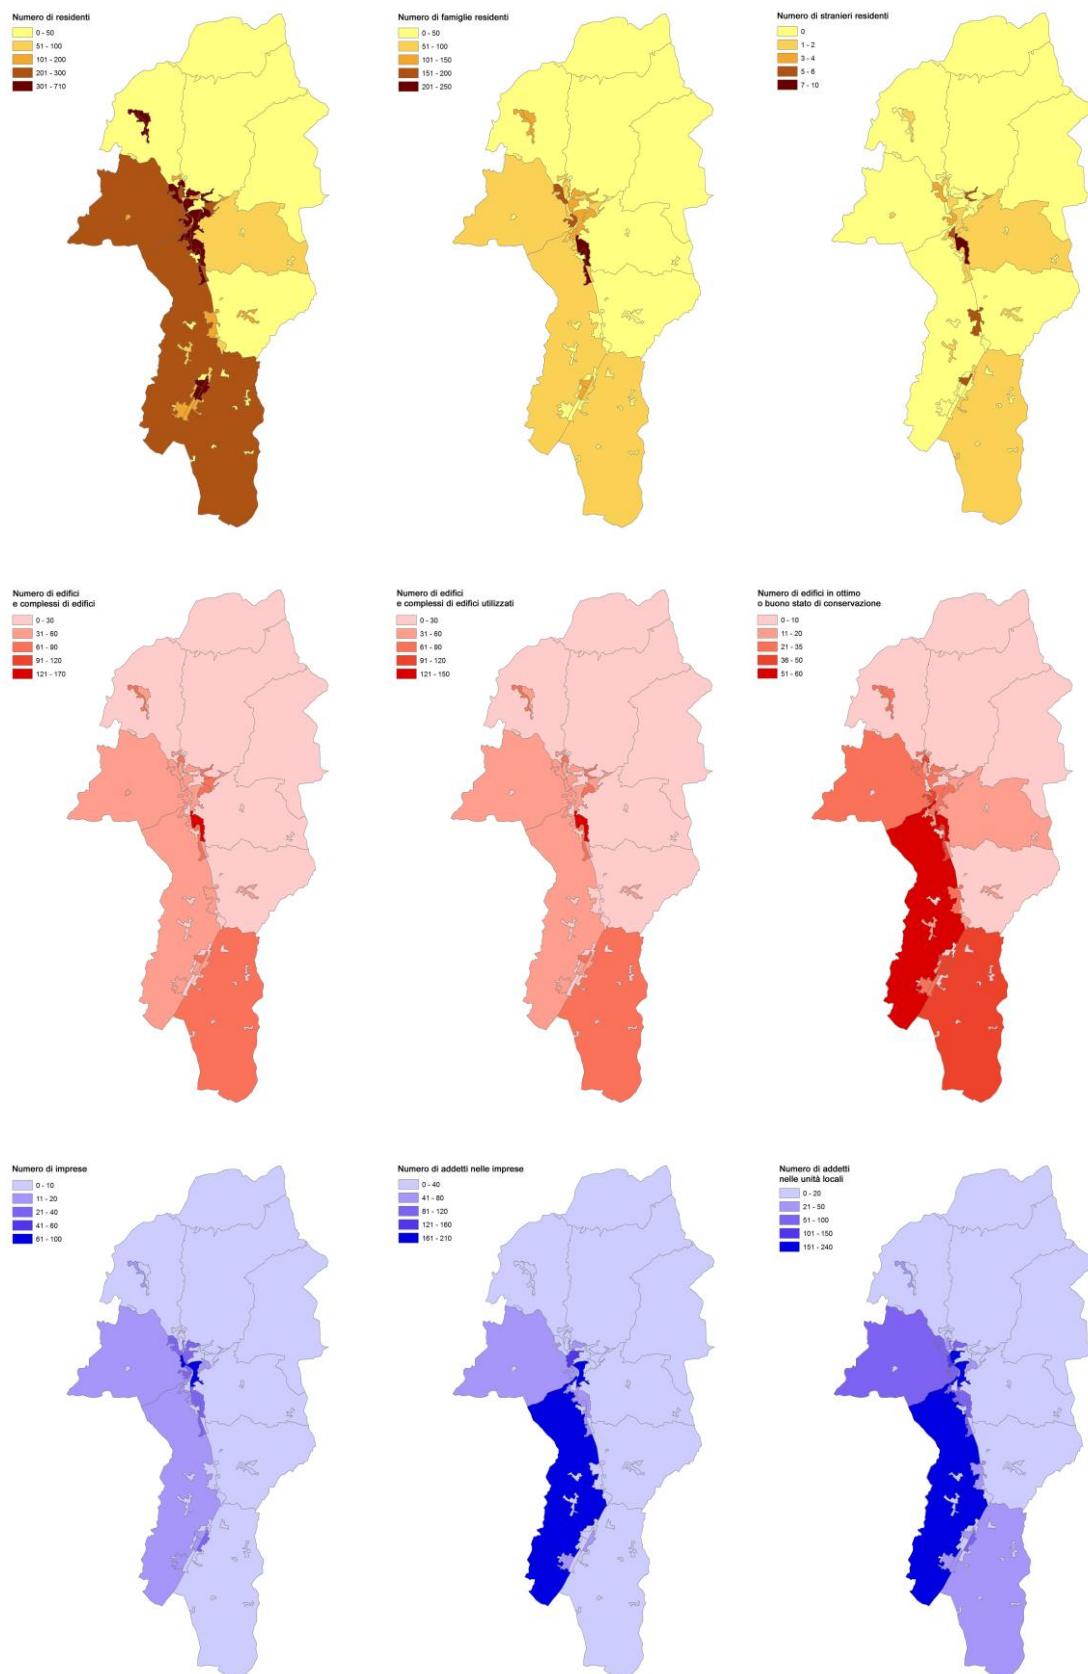 Numero di residenti
0 - 50
51 - 100
101 - 200
201 - 300
301 - 710
Numero di famiglie residenti
0 - 50
51 - 100
101 - 150
151 - 200
201 - 250
Numero di stranieri residenti
0
1 - 2
3 - 4
5 - 6
7 - 10
Numero di edifici
e complessi di edifici
0 - 30
31 - 60
61 - 90
91 - 120
121 - 170
Numero di edifici
e complessi di edifici utilizzati
0 - 30
31 - 60
61 - 90
91 - 120
121 - 150
Numero di edifici in ottimo
o buono stato di conservazione
0 - 10
11 - 20
21 - 35
36 - 50
51 - 60
Numero di imprese
0 - 10
11 - 20
21 - 40
41 - 60
61 - 100
Numero di addetti nelle imprese
0 - 40
41 - 80
81 - 120
121 - 160
161 - 210
Numero di addetti
nelle unità locali
0 - 20
21 - 50
51 - 100
101 - 150
151 - 240